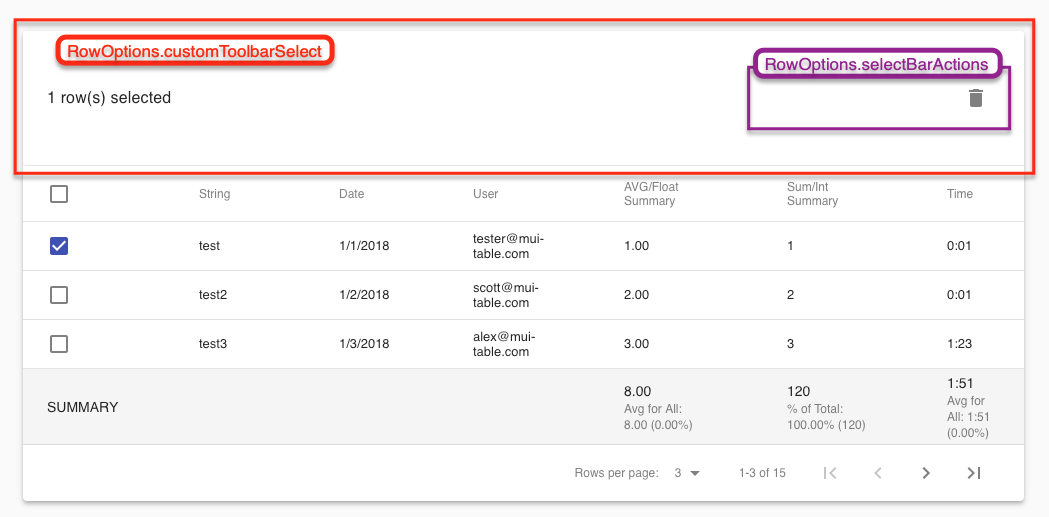 RowOptions.customToolbarSelect
RowOptions.selectBarActions
1 row(s) selected
String Date User AVG/Float Summary Sum/Int Summary Time
test 1/1/2018 tester@mui-table.com 1.00 1 0:01
test2 1/2/2018 scott@mui-table.com 2.00 2 0:01
test3 1/3/2018 alex@mui-table.com 3.00 3 1:23
SUMMARY 8.00 Avg for All: 8.00 (0.00%) 120 % of Total: 100.00% (120) 1:51 Avg for All: 1:51 (0.00%)
Rows per page: 3 1-3 of 15